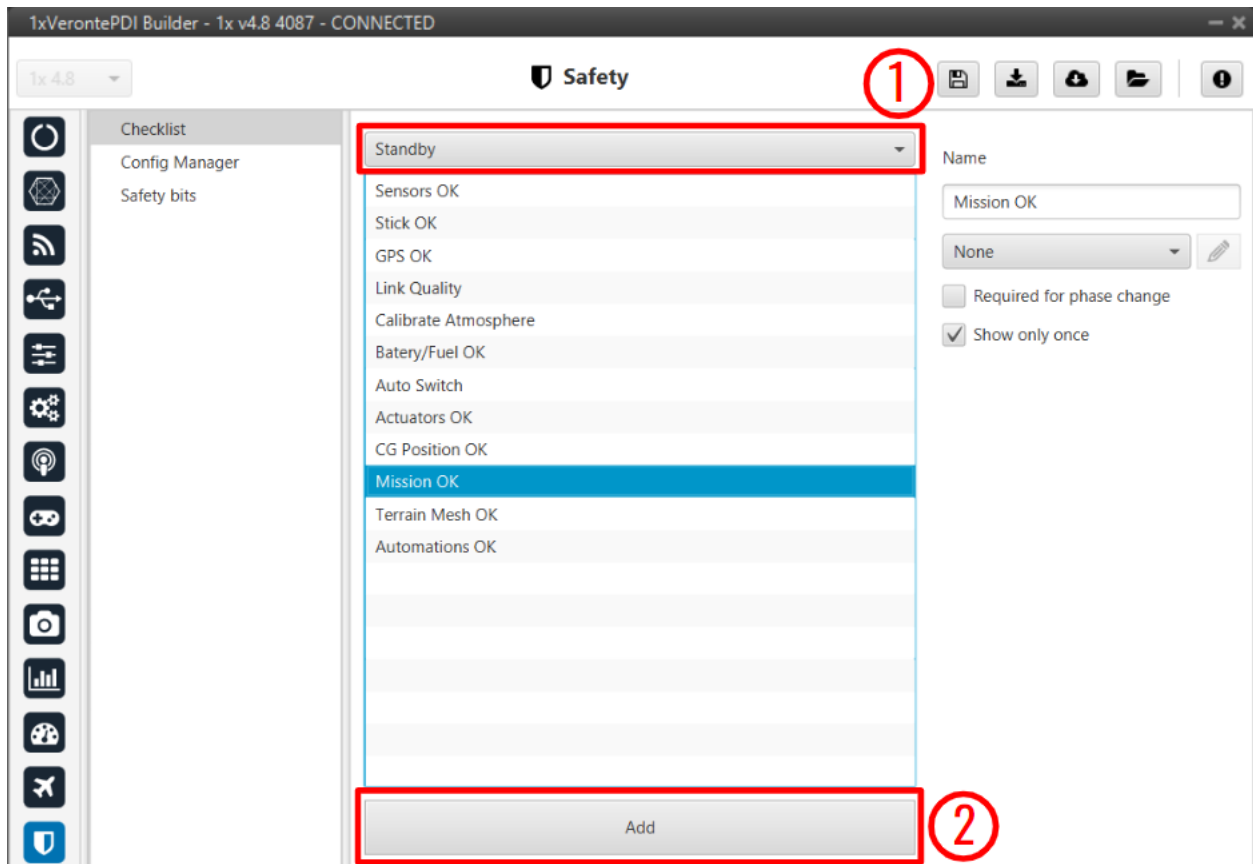 1xVerontePDI Builder - 1x v4.8 4087 - CONNECTED
1x 4.8
Safety
1
Checklist
Config Manager
Safety bits
Standby
Sensors OK
Stick OK
GPS OK
Link Quality
Calibrate Atmosphere
Batery/Fuel OK
Auto Switch
Actuators OK
CG Position OK
Mission OK
Terrain Mesh OK
Automations OK
Add
2
Name
Mission OK
None
Required for phase change
Show only once